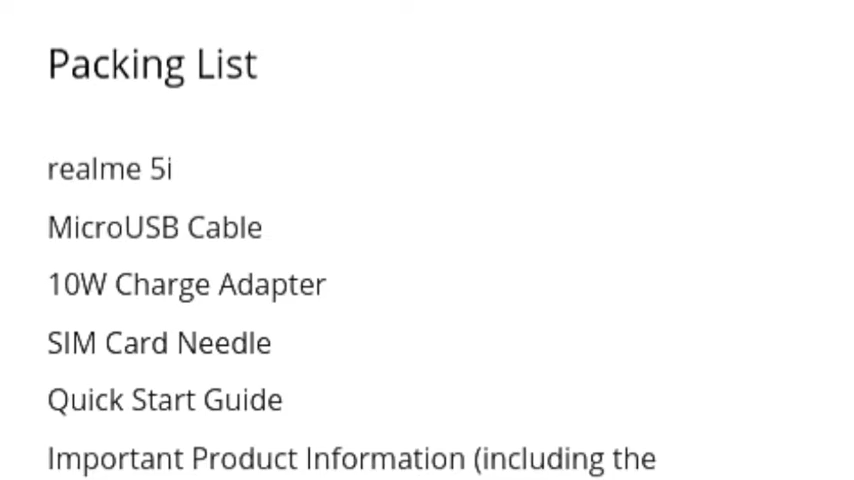 Packing List
realme 5i
MicroUSB Cable
10W Charge Adapter
SIM Card Needle
Quick Start Guide
Important Product Information (including the